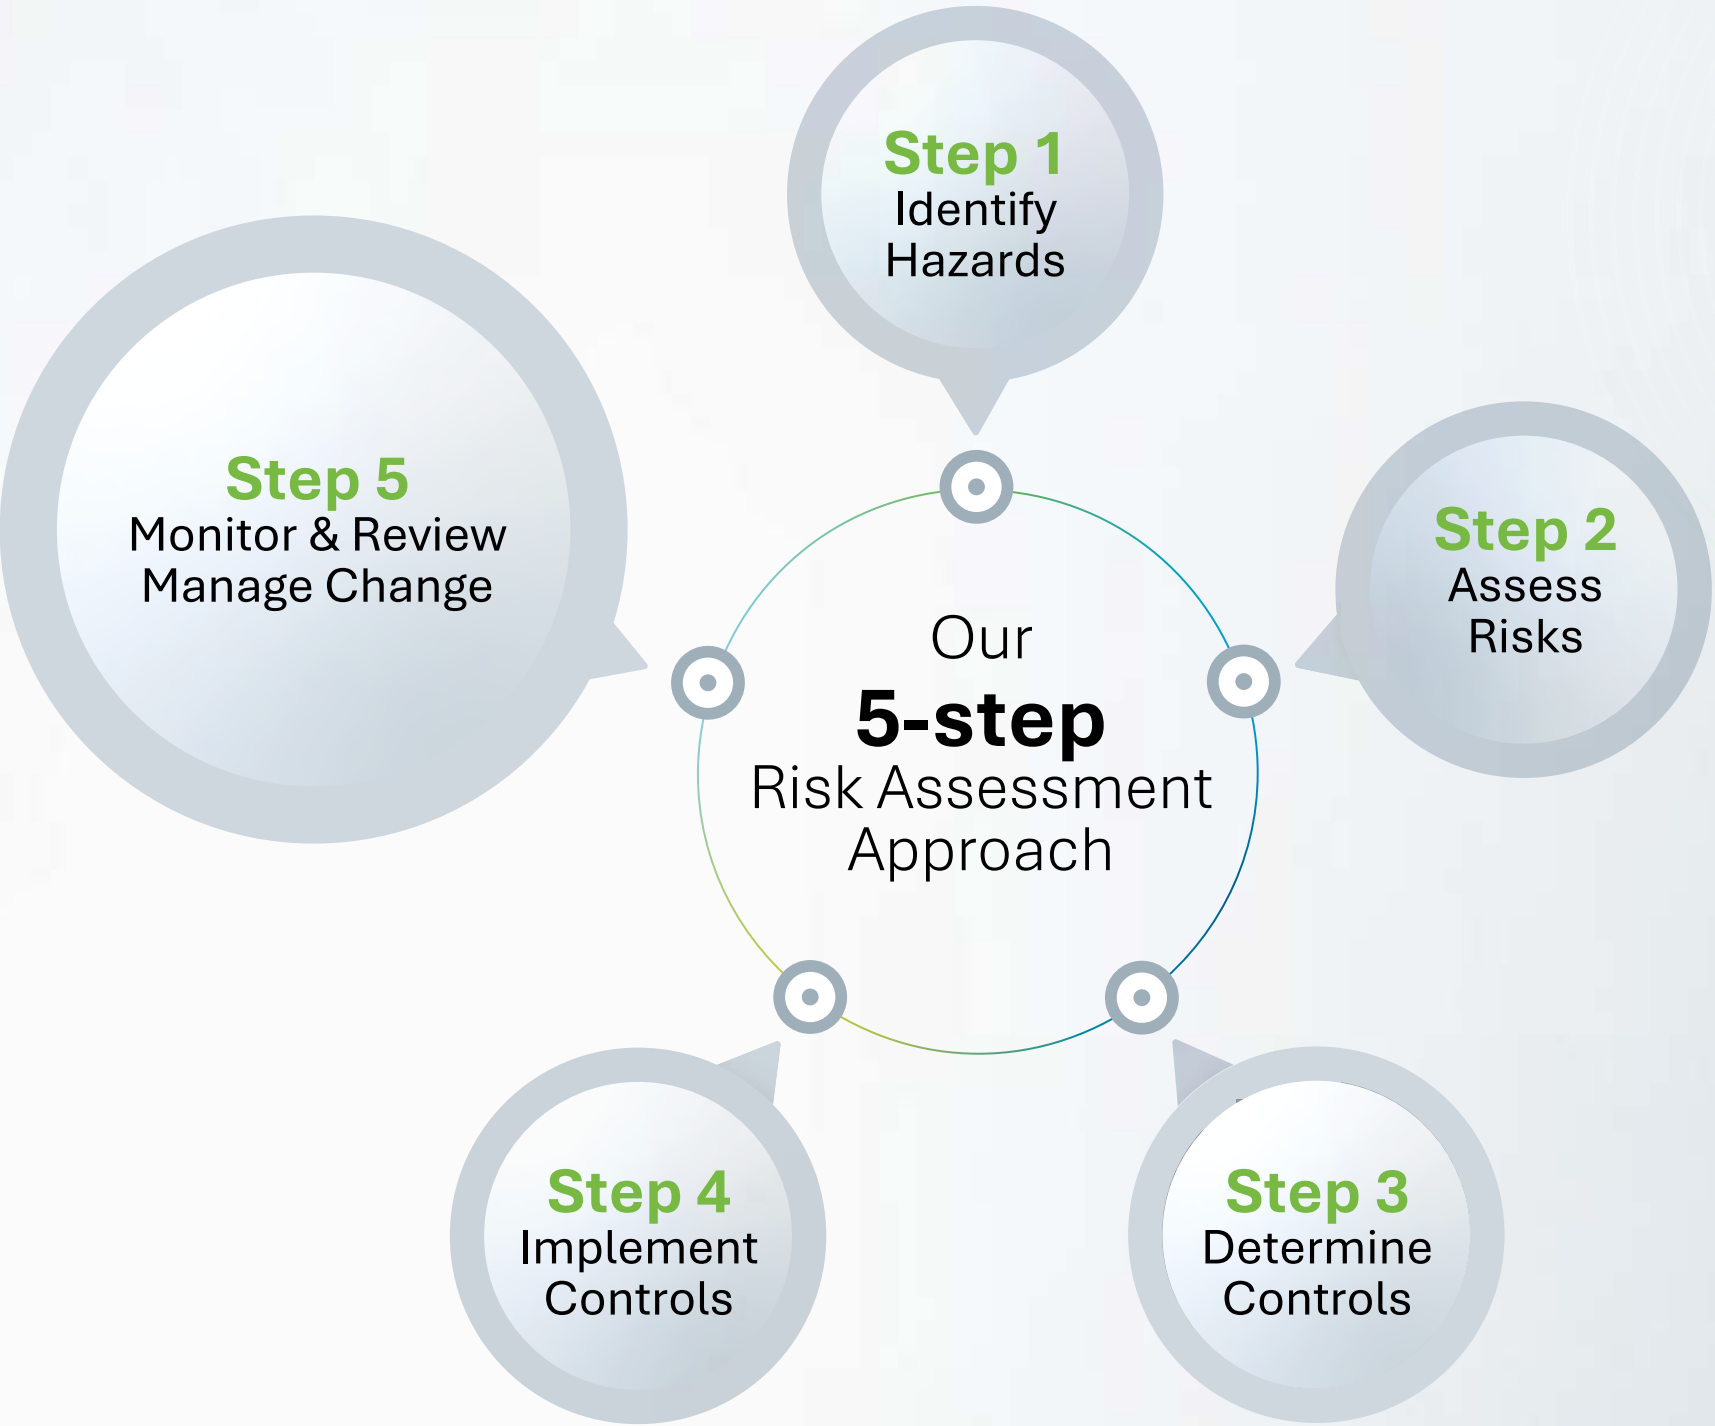 Our
5-step
Risk Assessment
Approach
Step 1
Identify
Hazards
Step 2
Assess
Risks
Step 3
Determine
Controls
Step 4
Implement
Controls
Step 5
Monitor & Review
Manage Change